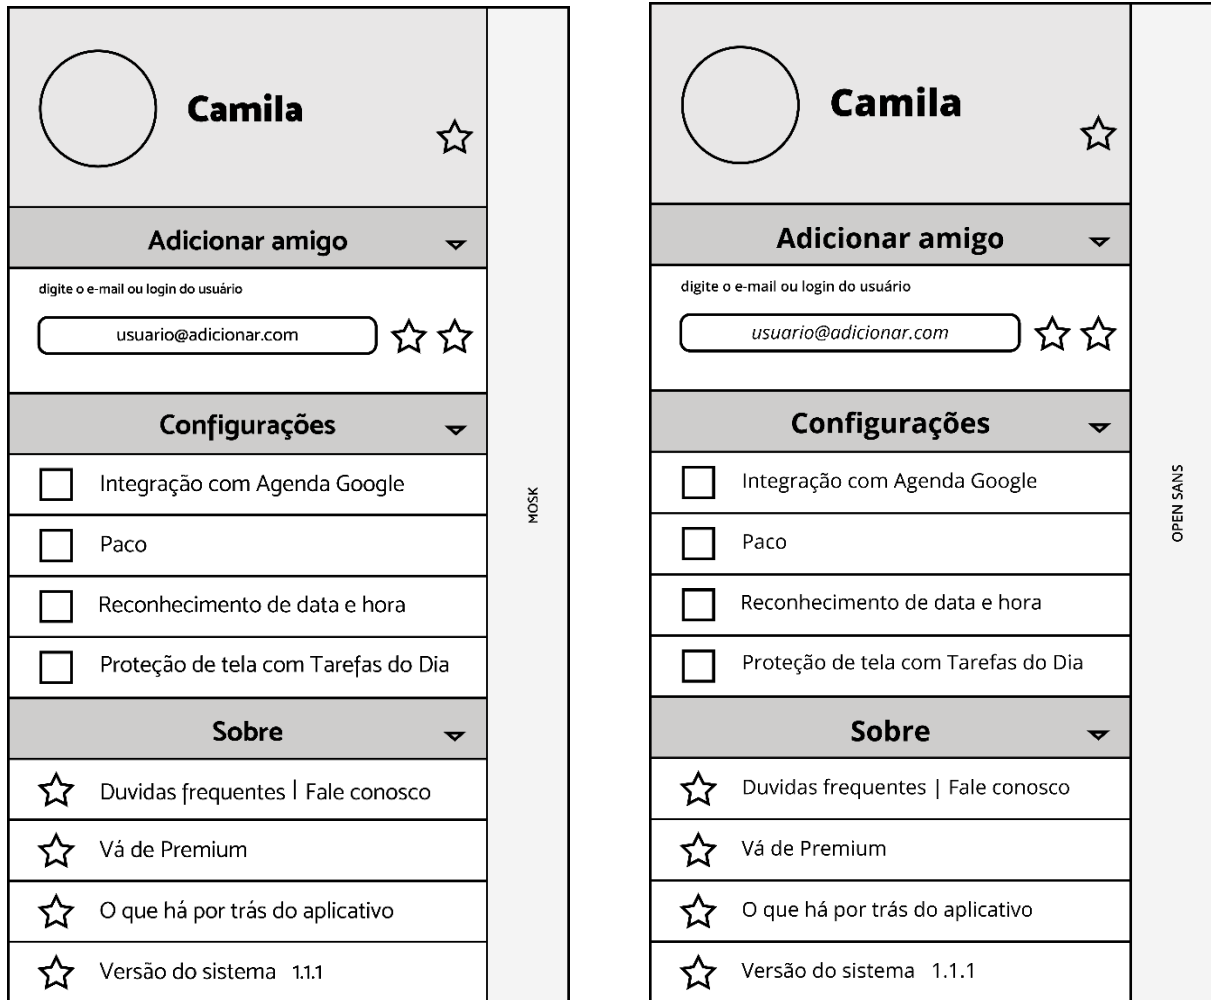 Camila
Adicionar amigo
digite o e-mail ou login do usuário
usuario@adicionar.com
Configurações
Integração com Agenda Google
Paco
Reconhecimento de data e hora
Proteção de tela com Tarefas do Dia
Sobre
Duvidas frequentes | Fale conosco
Vá de Premium
O que há por trás do aplicativo
Versão do sistema 1.1.1
MOSK
Camila
Adicionar amigo
digite o e-mail ou login do usuário
usuario@adicionar.com
Configurações
Integração com Agenda Google
Paco
Reconhecimento de data e hora
Proteção de tela com Tarefas do Dia
Sobre
Duvidas frequentes | Fale conosco
Vá de Premium
O que há por trás do aplicativo
Versão do sistema 1.1.1
OPEN SANS